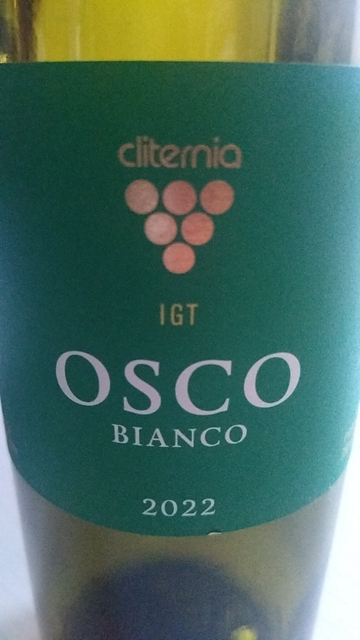 cliternia
IGT
OSCO
BIANCO
2022